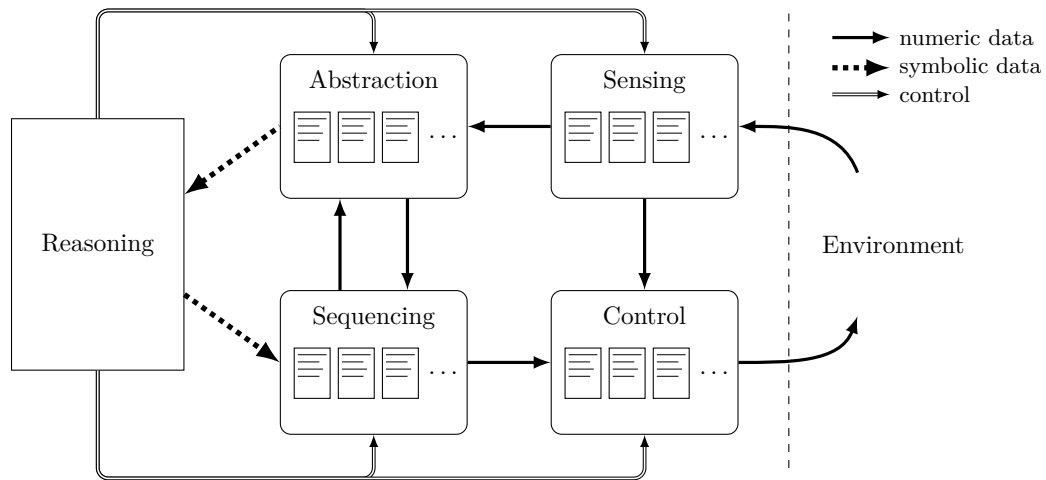 numeric data
symbolic data
control
Abstraction
...
Sensing
...
Reasoning
Environment
Sequencing
...
Control
...